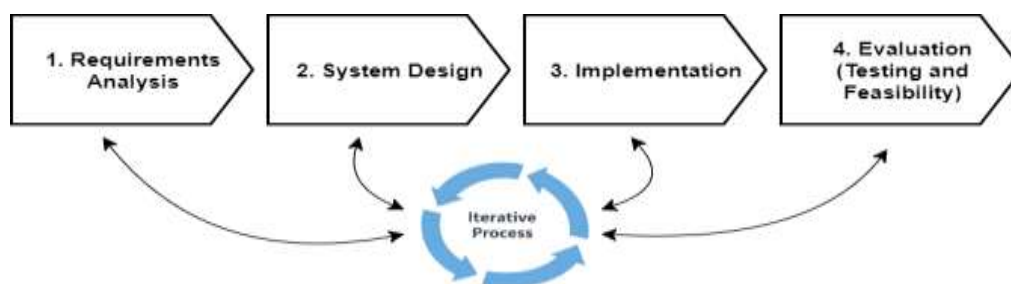 1. Requirements
Analysis
2. System Design
3. Implementation
4. Evaluation
(Testing and
Feasibility)
Iterative
Process